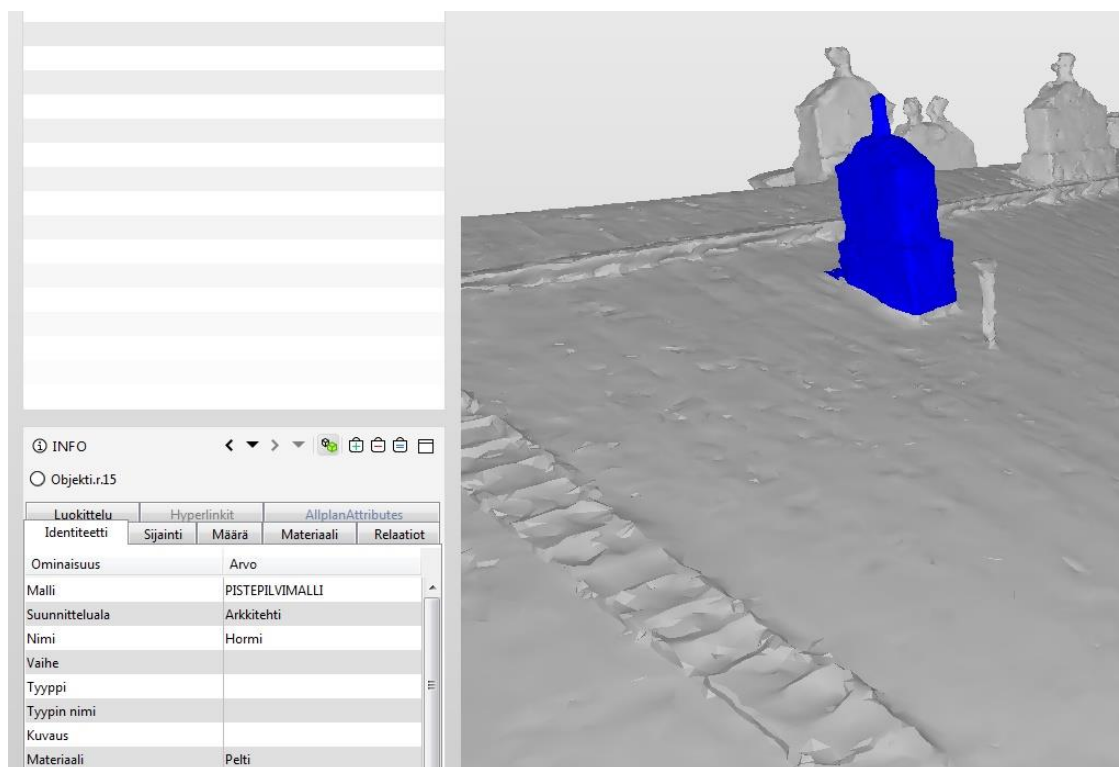 INFO
Objekti.r.15
Luokittelu Hyperlinkit AllplanAttributes
Identiteetti Sijainti Määrä Materiaali Relaatiot
Ominaisuus Arvo
Malli PISTEPILVIMALLI
Suunnitteluala Arkkitehti
Nimi Hormi
Vaihe
Tyyppi
Tyypin nimi
Kuvaus
Materiaali Pelti